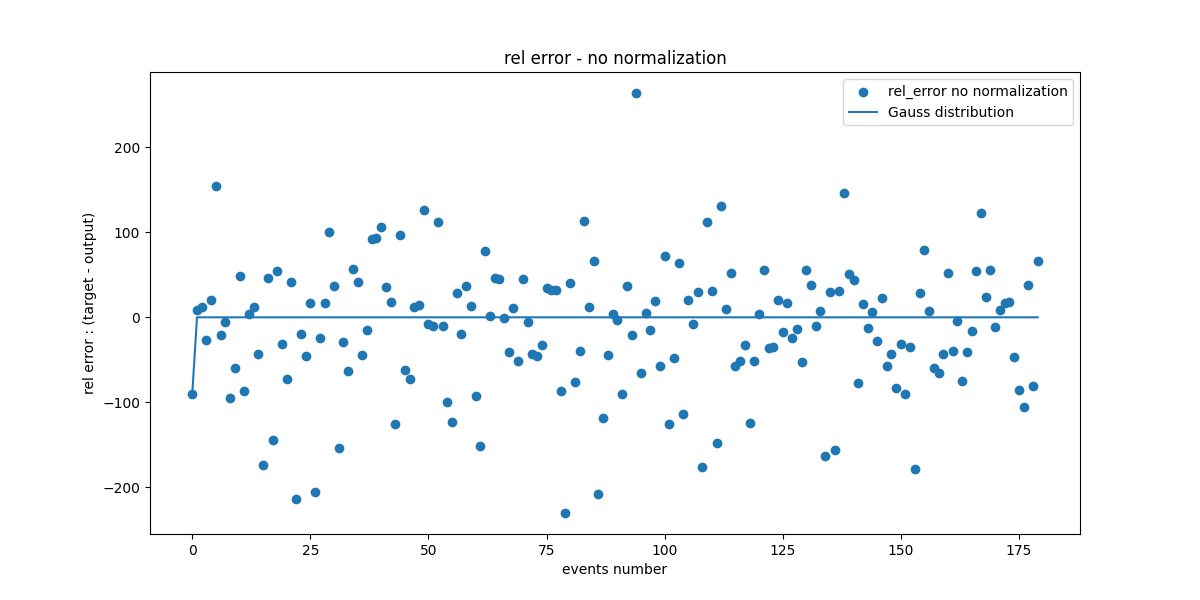 rel error - no normalization
rel_error no normalization
Gauss distribution
rel error : (target - output)
200
100
0
−100
−200
0 25 50 75 100 125 150 175
events number